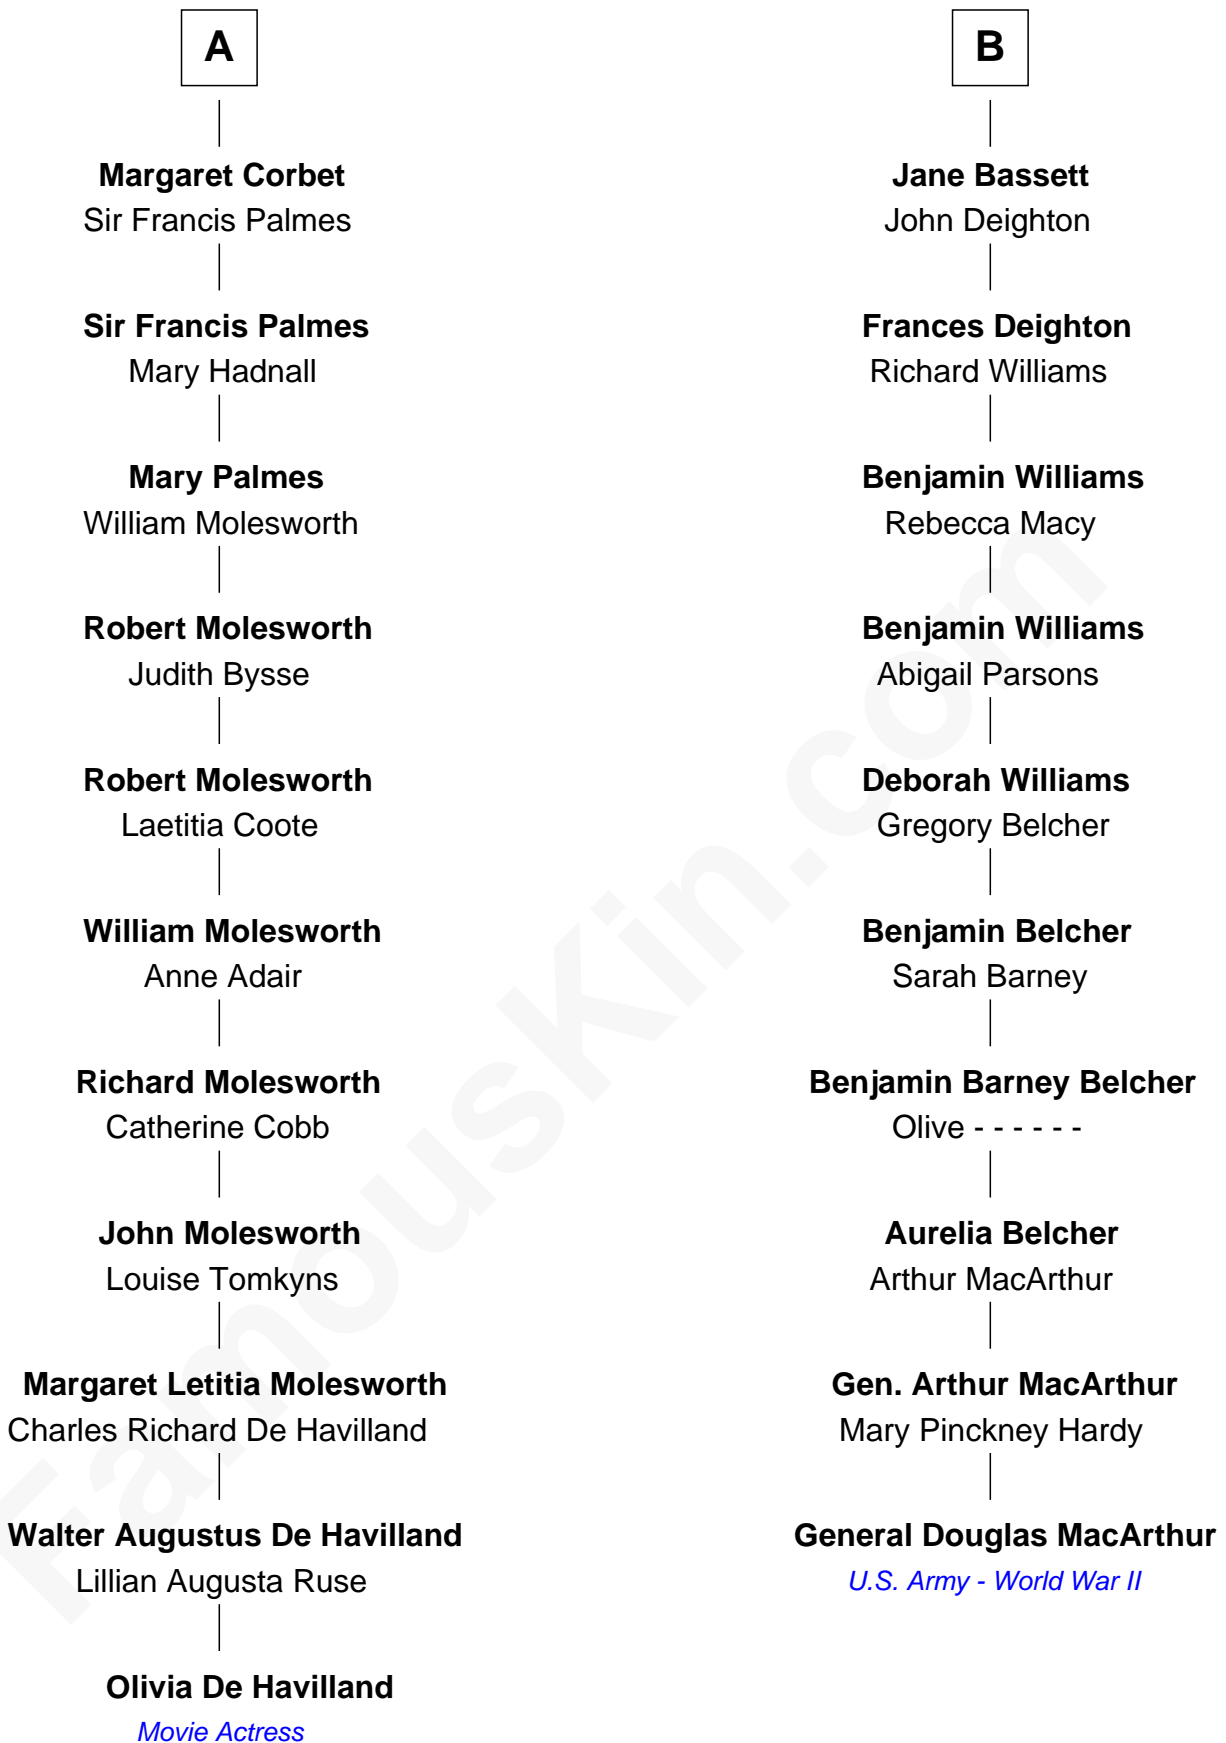 A
Margaret Corbet
Sir Francis Palmes
Sir Francis Palmes
Mary Hadnall
Mary Palmes
William Molesworth
Robert Molesworth
Judith Bysse
Robert Molesworth
Laetitia Coote
William Molesworth
Anne Adair
Richard Molesworth
Catherine Cobb
John Molesworth
Louise Tomkyns
Margaret Letitia Molesworth
Charles Richard De Havilland
Walter Augustus De Havilland
Lillian Augusta Ruse
Olivia De Havilland
Movie Actress
B
Jane Bassett
John Deighton
Frances Deighton
Richard Williams
Benjamin Williams
Rebecca Macy
Benjamin Williams
Abigail Parsons
Deborah Williams
Gregory Belcher
Benjamin Belcher
Sarah Barney
Benjamin Barney Belcher
Olive - - - - - -
Aurelia Belcher
Arthur MacArthur
Gen. Arthur MacArthur
Mary Pinckney Hardy
General Douglas MacArthur
U.S. Army - World War II
FamousKin.com